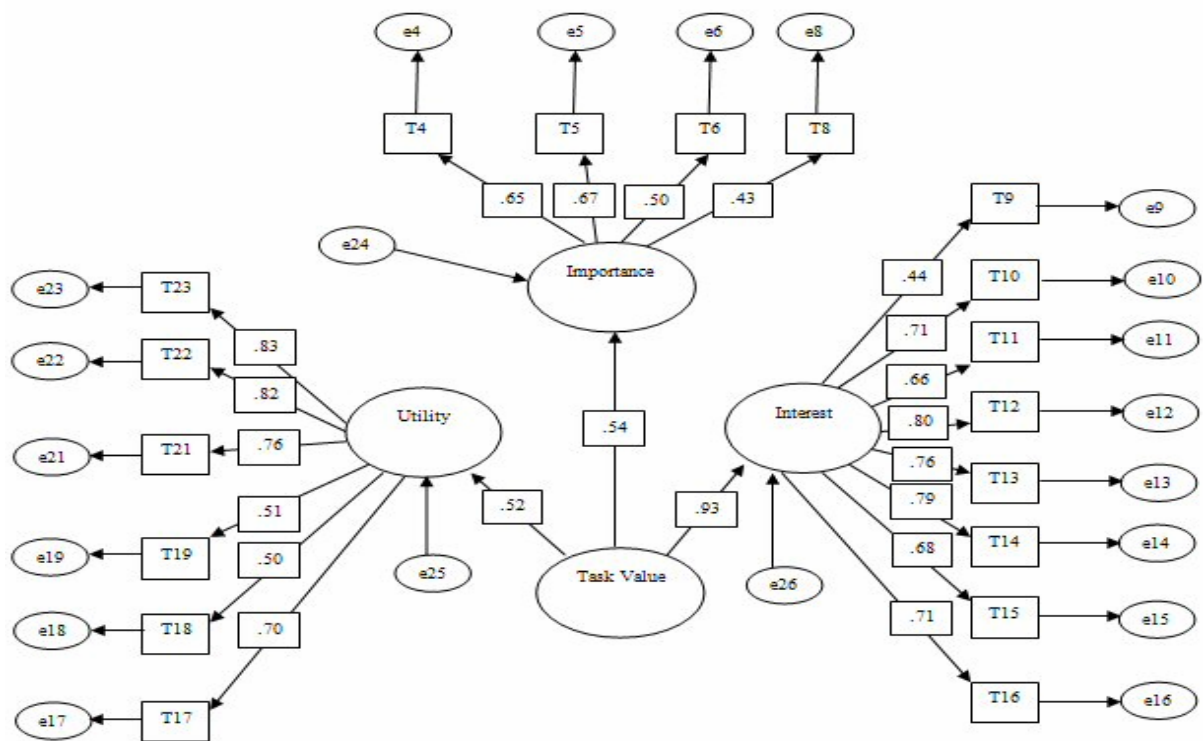 e4
e5
e6
e8
T4
T5
T6
T8
.65
.67
.50
.43
e24
Importance
T9
e9
.44
T10
e10
.71
T11
e11
.66
T12
e12
.80
Interest
T13
e13
.76
T14
e14
.79
T15
e15
.68
T16
e16
.71
e23
T23
.83
e22
T22
.82
Utility
e21
T21
.76
e19
T19
.51
e18
T18
.50
e17
T17
.70
e25
.52
.54
.93
Task Value
e26